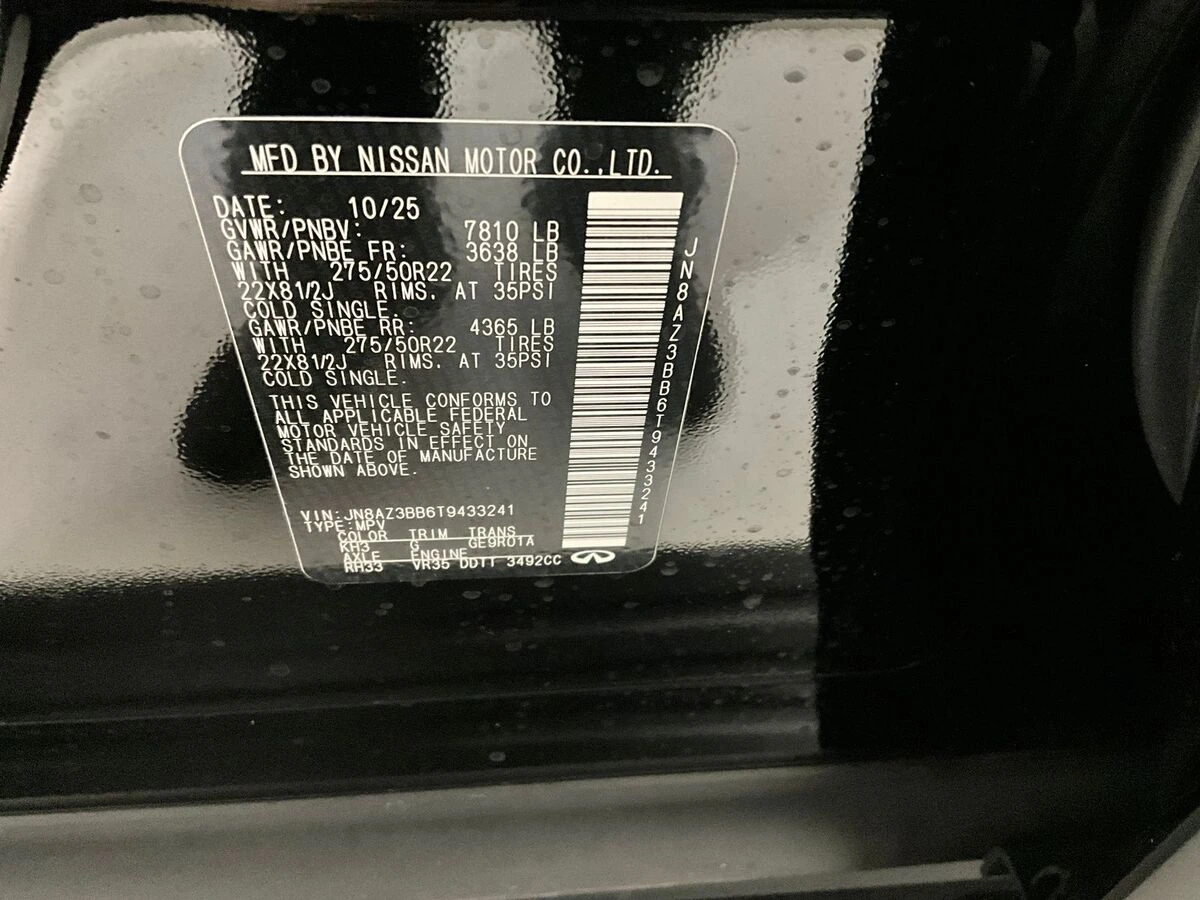 MFD BY NISSAN MOTOR CO.,LTD.
DATE: 10/25
GVWR/PNBV: 7810 LB
GAWR/PNBE FR: 3638 LB
WITH 275/50R22 TIRES
22X81/2J RIMS. AT 35PSI
COLD SINGLE.
GAWR/PNBE RR: 4365 LB
WITH 275/50R22 TIRES
22X81/2J RIMS. AT 35PSI
COLD SINGLE.
THIS VEHICLE CONFORMS TO
ALL APPLICABLE FEDERAL
MOTOR VEHICLE SAFETY
STANDARDS IN EFFECT ON
THE DATE OF MANUFACTURE
SHOWN ABOVE.
VIN:JN8AZ3BB6T9433241
TYPE:MPV
COLOR TRIM TRANS
KH3 G GE9R01A
AXLE ENGINE
RH33 VR35 DDTT 3492CC
JN8AZ3BB6T9433241